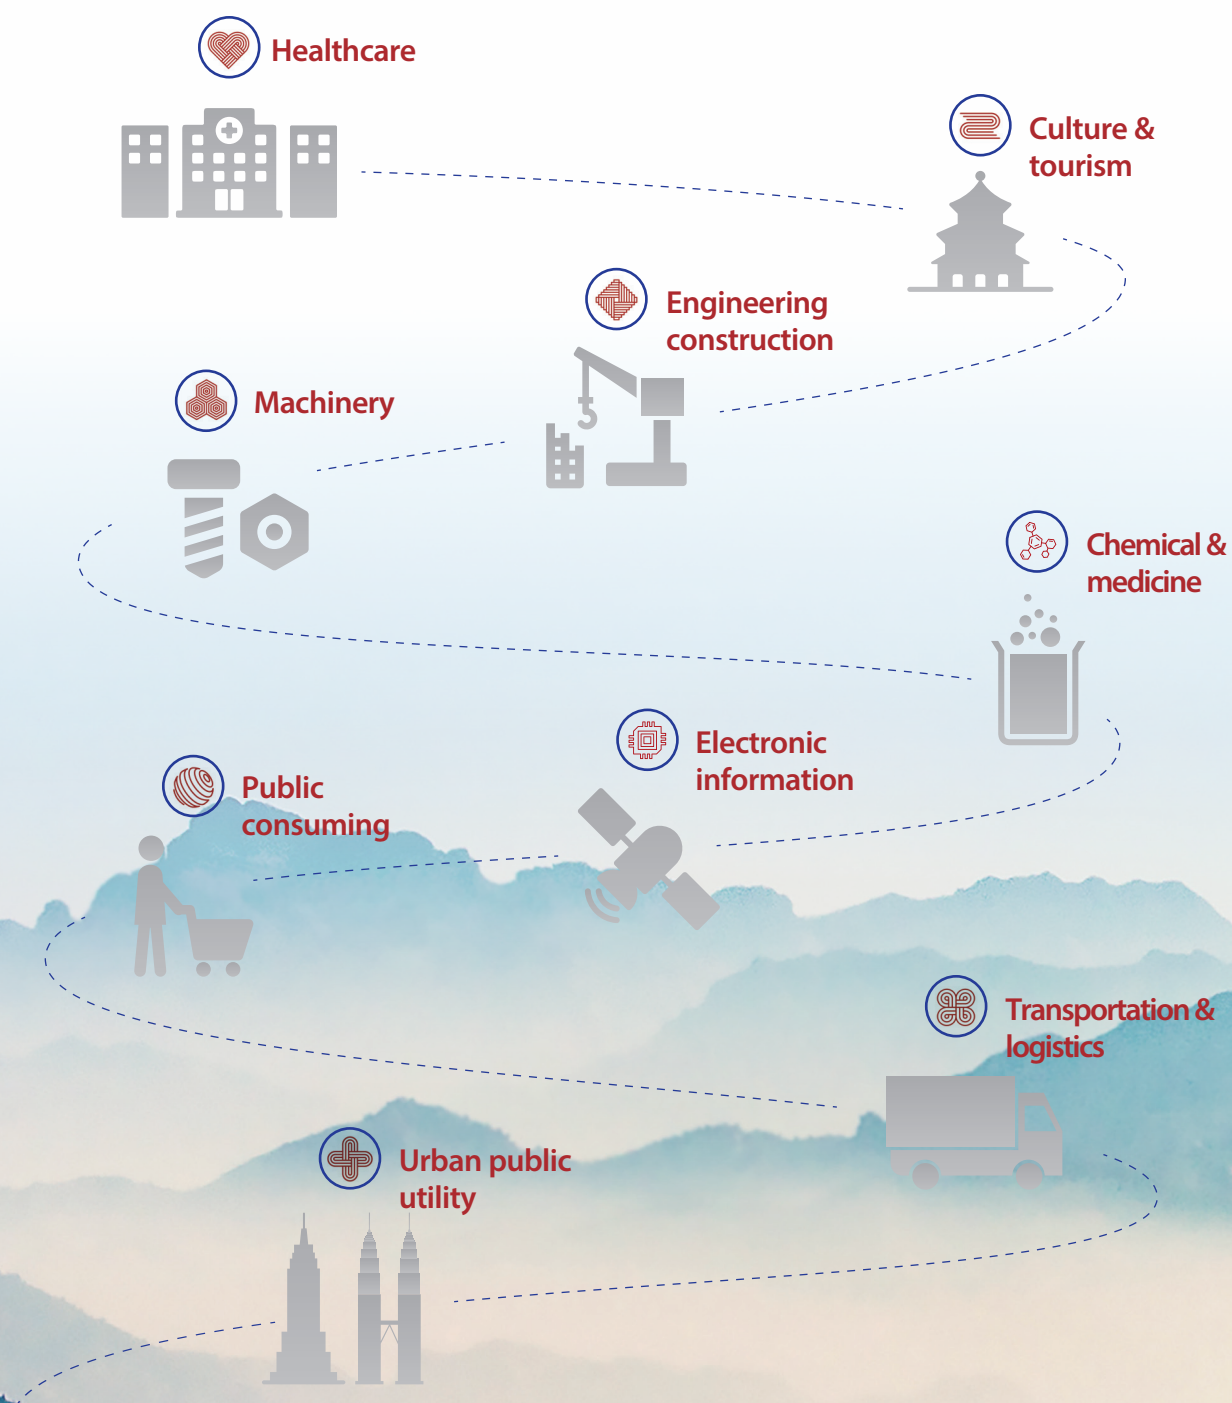 Healthcare
Culture &
tourism
Engineering
construction
Machinery
Chemical &
medicine
Electronic
information
Public
consuming
Transportation &
logistics
Urban public
utility